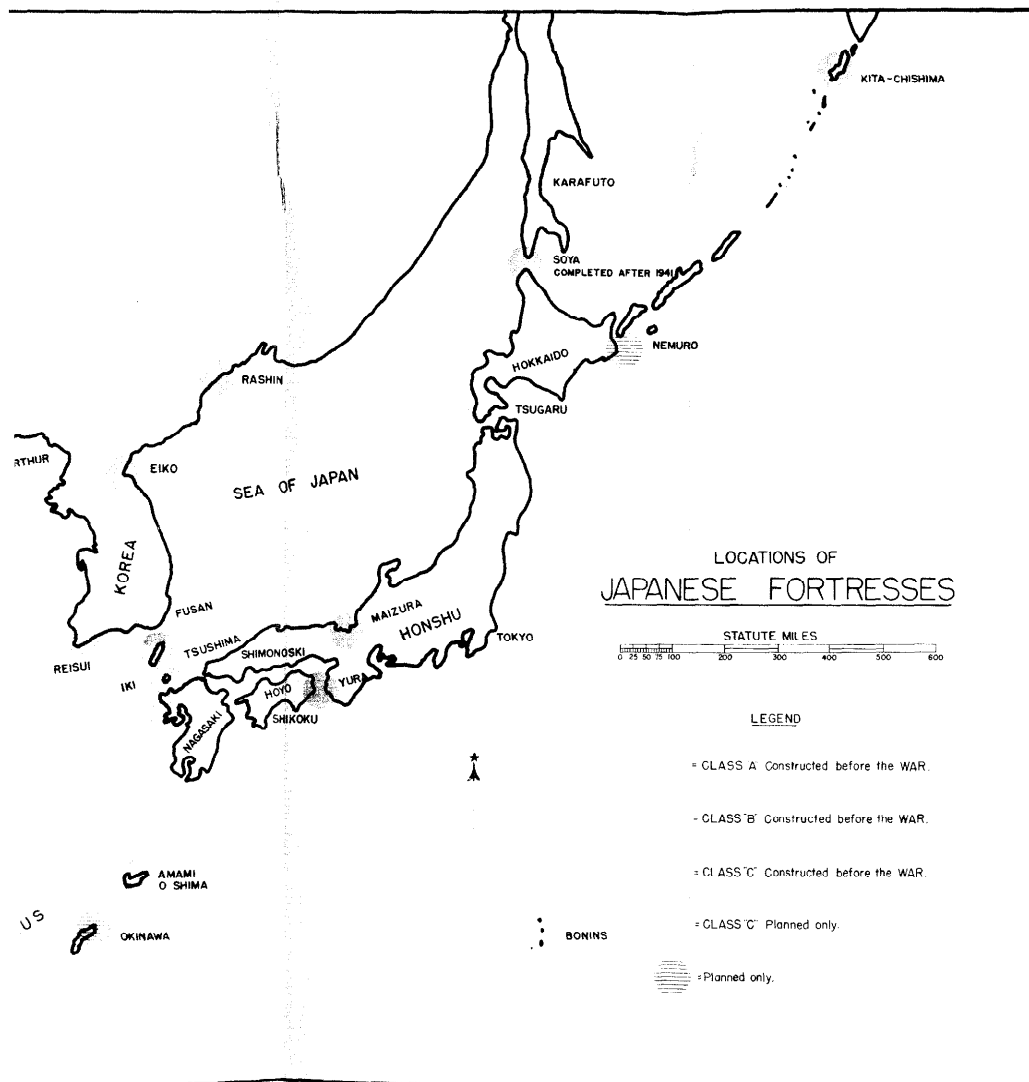 KITA-CHISHIMA
KARAFUTO
SOYA
COMPLETED AFTER 1941
NEMURO
HOKKAIDO
TSUGARU
RASHIN
RTHUR
EIKO
SEA OF JAPAN
KOREA
FUSAN
REISUI
TSUSHIMA
IKI
SHIMONOSKI
MAIZURA
HONSHU
TOKYO
YURA
HOYO
SHIKOKU
NAGASAKI
AMAMI
O SHIMA
US
OKINAWA
BONINS
LOCATIONS OF
JAPANESE FORTRESSES
STATUTE MILES
0 25 50 75 100 200 300 400 500 600
LEGEND
= CLASS "A" Constructed before the WAR.
= CLASS "B" Constructed before the WAR.
= CLASS "C" Constructed before the WAR.
= CLASS "C" Planned only.
= Planned only.